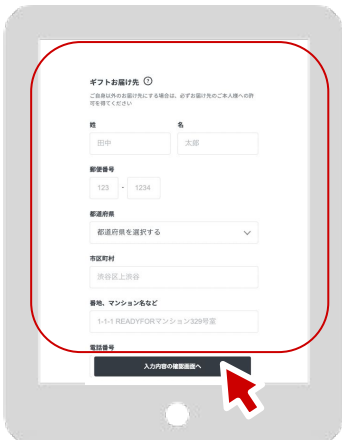 ギフトお届け先 ?
ご自身以外のお届け先にする場合は、必ずお届け先のご本人様への許
可を得てください
姓 名
田中 太郎
郵便番号
123 - 1234
都道府県
都道府県を選択する
市区町村
渋谷区上渋谷
番地、マンション名など
1-1-1 READYFORマンション329号室
電話番号
入力内容の確認画面へ